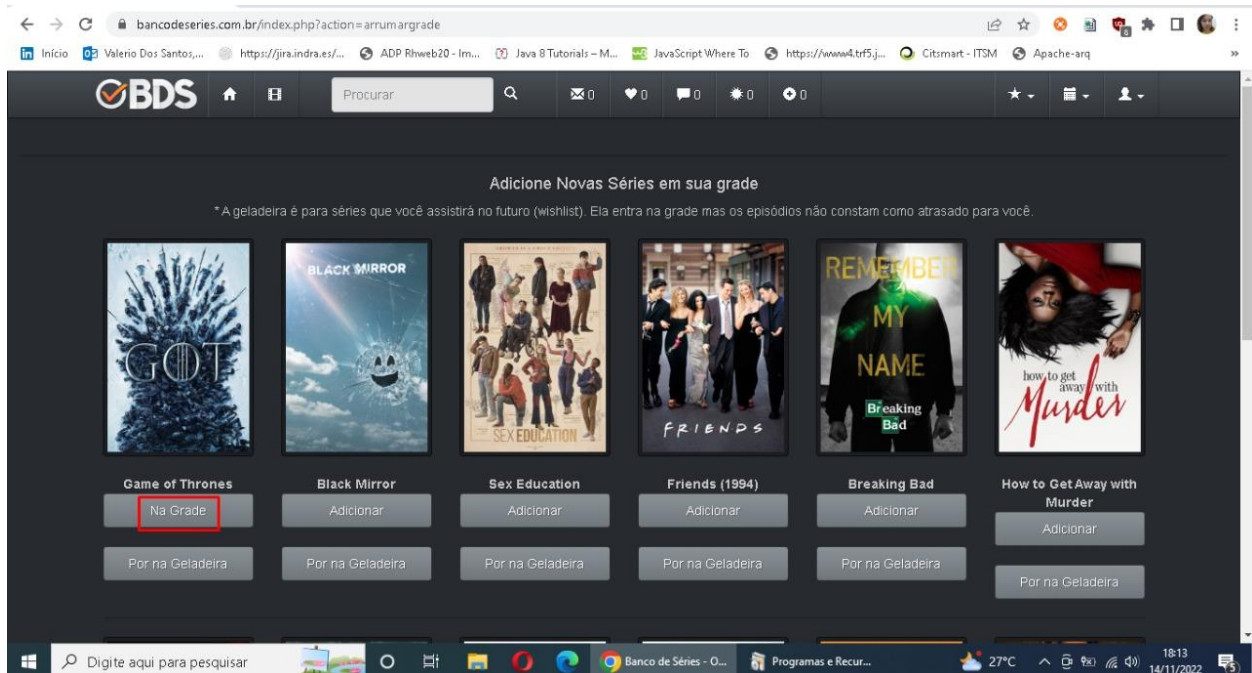 bancodeseries.com.br/index.php?action=arrumargrade
in Início Valerio Dos Santos,... https://jira.indra.es/... ADP Rhweb20 - Im... Java 8 Tutorials – M... JavaScript Where To https://www4.trf5.j... Citsmart - ITSM Apache-arq »
BDS Procurar 0 0 0 0 0
Adicione Novas Séries em sua grade
* A geladeira é para séries que você assistirá no futuro (wishlist). Ela entra na grade mas os episódios não constam como atrasado para você.
GOT
BLACK MIRROR
SEX EDUCATION
FRIENDS
REMEMBER
MY
NAME
Breaking
Bad
how to get
away with
Murder
Game of Thrones Black Mirror Sex Education Friends (1994) Breaking Bad How to Get Away with
Murder
Na Grade Adicionar Adicionar Adicionar Adicionar
Adicionar
Por na Geladeira Por na Geladeira Por na Geladeira Por na Geladeira Por na Geladeira
Por na Geladeira
Digite aqui para pesquisar Banco de Séries - O... Programas e Recur... 27°C 18:13
14/11/2022 5